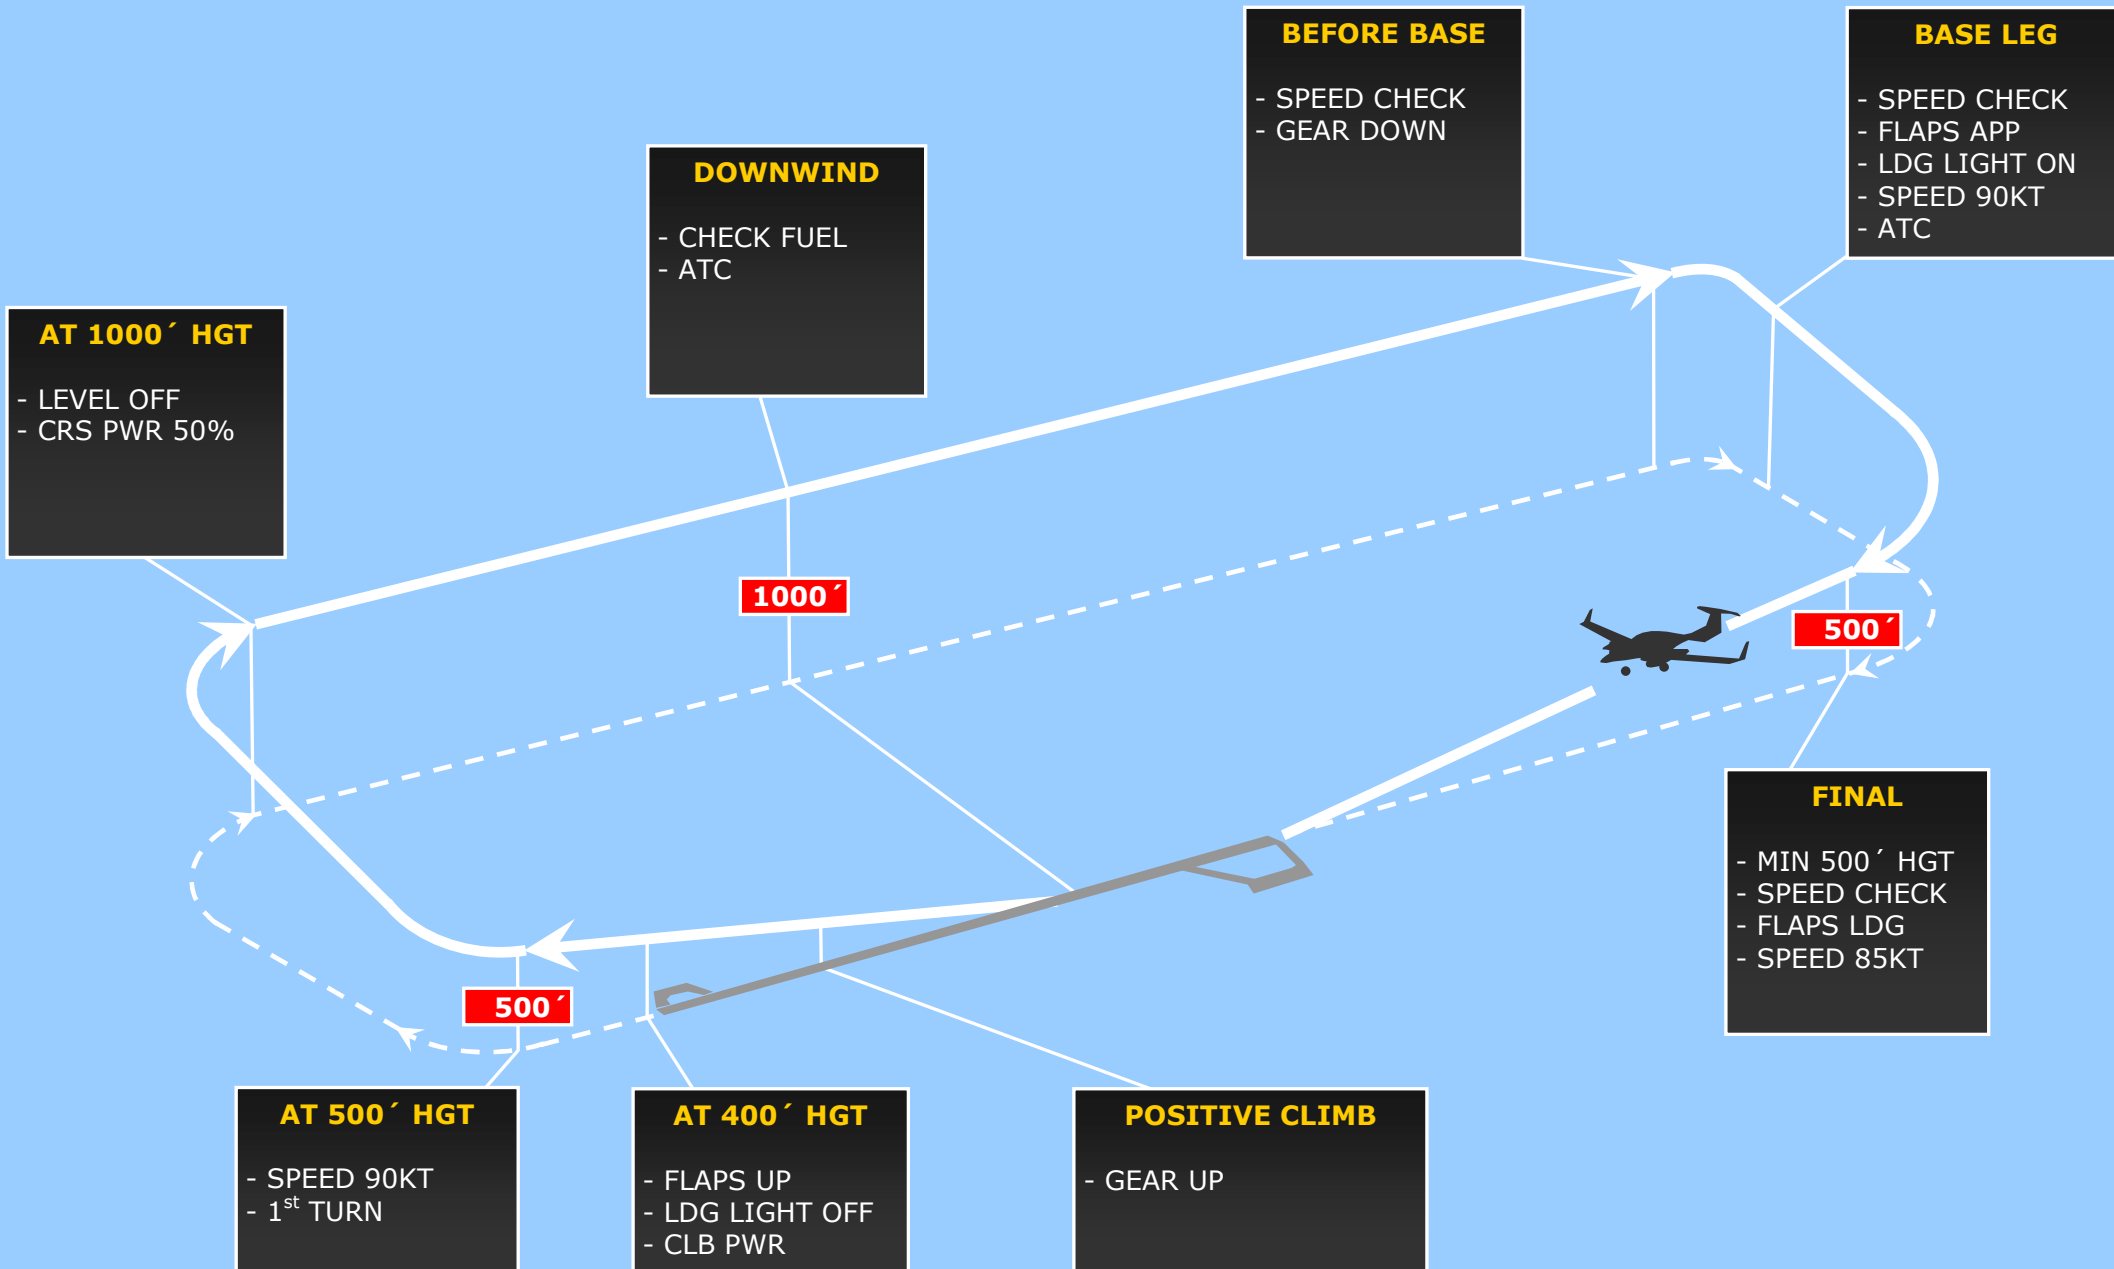 BEFORE BASE
- SPEED CHECK
- GEAR DOWN
BASE LEG
- SPEED CHECK
- FLAPS APP
- LDG LIGHT ON
- SPEED 90KT
- ATC
DOWNWIND
- CHECK FUEL
- ATC
AT 1000´ HGT
- LEVEL OFF
- CRS PWR 50%
1000´
500´
FINAL
- MIN 500´ HGT
- SPEED CHECK
- FLAPS LDG
- SPEED 85KT
500´
AT 500´ HGT
- SPEED 90KT
- 1st TURN
AT 400´ HGT
- FLAPS UP
- LDG LIGHT OFF
- CLB PWR
POSITIVE CLIMB
- GEAR UP